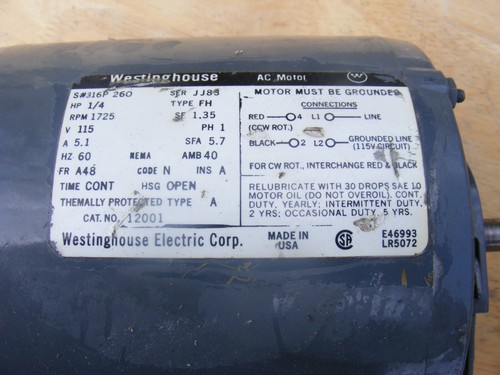 Westinghouse AC Motor W
S#316P 260 SER JJ83
HP 1/4 TYPE FH
RPM 1725 SF 1.35
V 115 PH 1
A 5.1 SFA 5.7
HZ 60 NEMA AMB 40
FR A48 CODE N INS A
TIME CONT HSG OPEN
THEMALLY PROTECTED TYPE A
CAT. NO. 12001
Westinghouse Electric Corp.
MOTOR MUST BE GROUNDED
CONNECTIONS
RED 4 L1 LINE
(CCW ROT.)
BLACK 2 L2 GROUNDED LINE
(115V CIRCUIT)
FOR CW ROT., INTERCHANGE RED & BLACK
RELUBRICATE WITH 30 DROPS SAE 10
MOTOR OIL (DO NOT OVEROIL). CONT.
DUTY, YEARLY; INTERMITTENT DUTY,
2 YRS; OCCASIONAL DUTY, 5 YRS.
MADE IN
USA
SA
E46993
LR5072